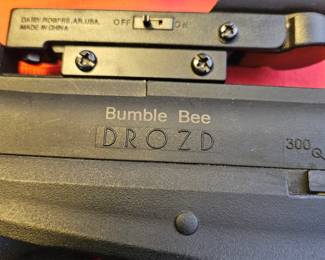 DAISY, ROGERS, AR, USA.
MADE IN CHINA
OFF
ON
Bumble Bee
DROZD
300